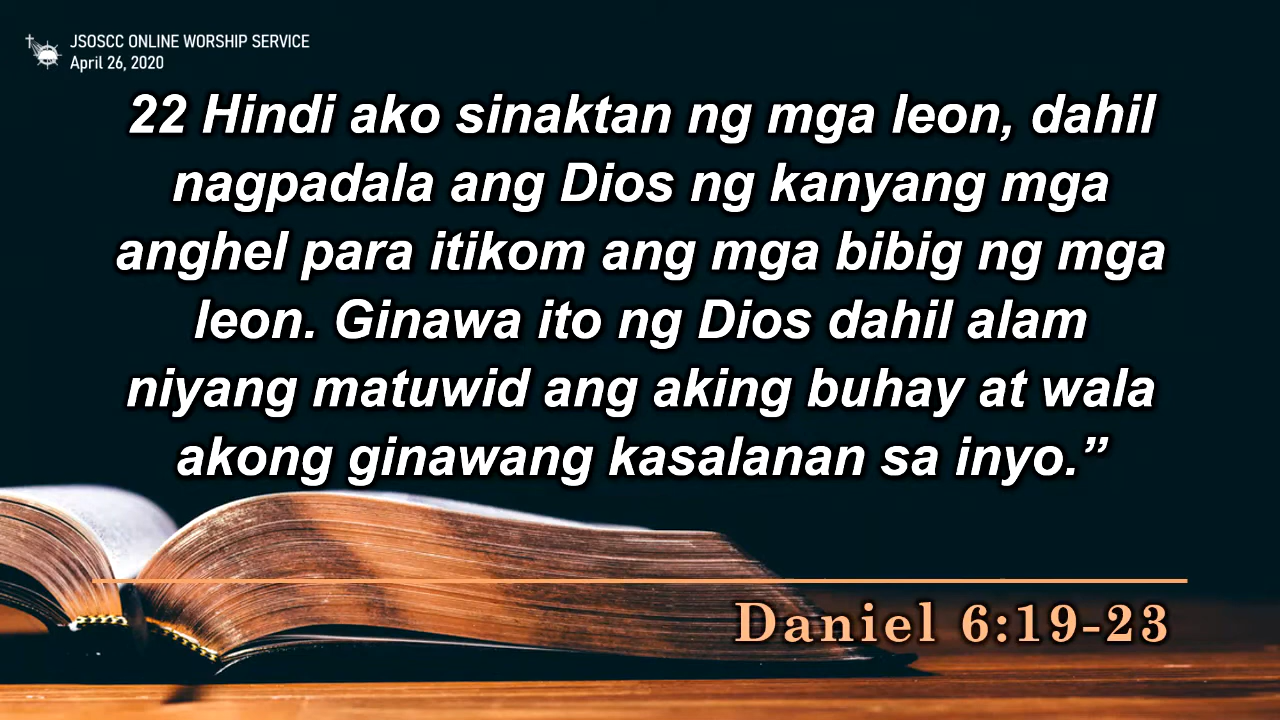 JSOSCC ONLINE WORSHIP SERVICE
April 26, 2020
22 Hindi ako sinaktan ng mga leon, dahil
nagpadala ang Dios ng kanyang mga
anghel para itikom ang mga bibig ng mga
leon. Ginawa ito ng Dios dahil alam
niyang matuwid ang aking buhay at wala
akong ginawang kasalanan sa inyo.”
Daniel 6:19-23